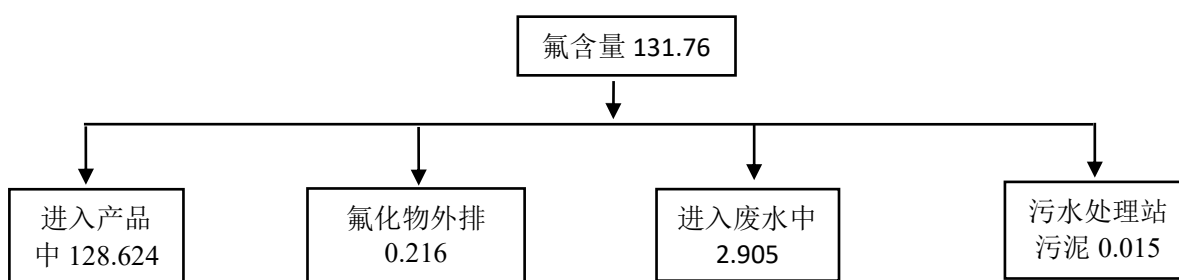 氟含量 131.76
进入产品
中 128.624
氟化物外排
0.216
进入废水中
2.905
污水处理站
污泥 0.015